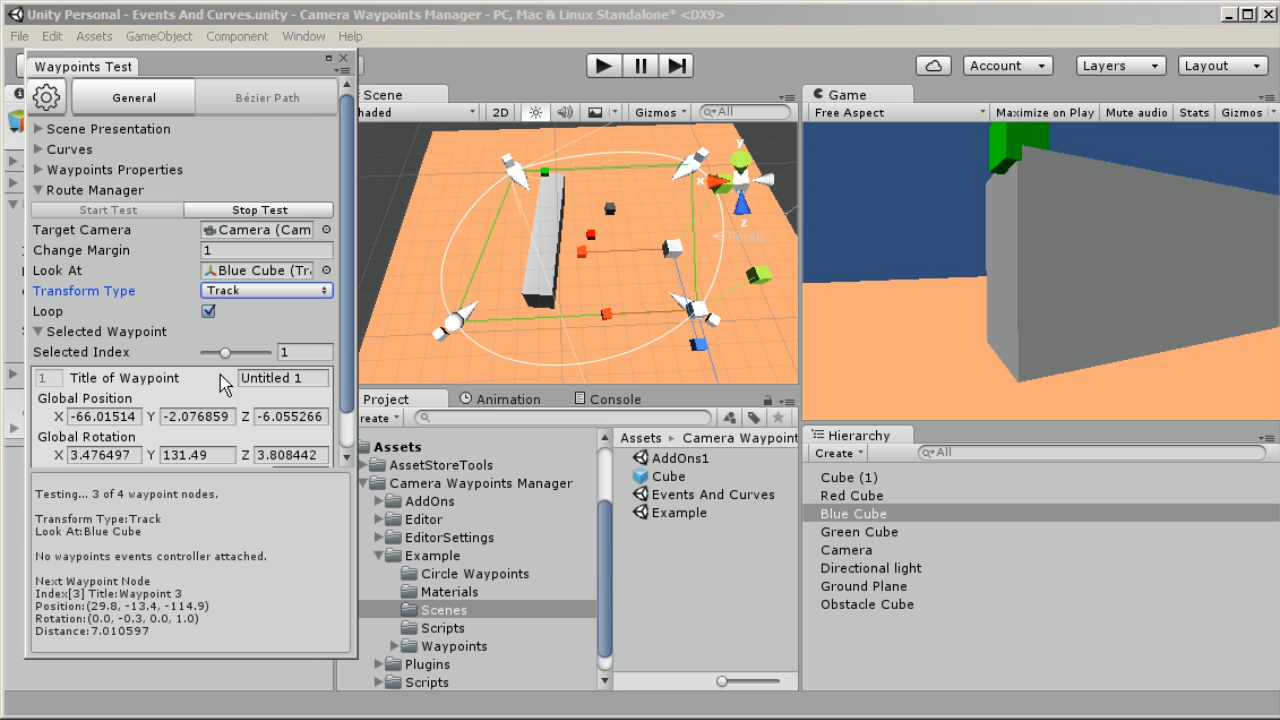 Unity Personal - Events And Curves.unity - Camera Waypoints Manager - PC, Mac & Linux Standalone* <DX9>
File Edit Assets GameObject Component Window Help
Account Layers Layout
Waypoints Test
General Bézier Path
Scene Presentation
Curves
Waypoints Properties
Route Manager
Start Test Stop Test
Target Camera Camera (Cam
Change Margin 1
Look At Blue Cube (Tr
Transform Type Track
Loop
Selected Waypoint
Selected Index 1
1 Title of Waypoint Untitled 1
Global Position
X -66.01514 Y -2.076859 Z -6.055266
Global Rotation
X 3.476497 Y 131.49 Z 3.808442
Testing... 3 of 4 waypoint nodes.
Transform Type:Track
Look At:Blue Cube
No waypoints events controller attached.
Next Waypoint Node
Index[3] Title:Waypoint 3
Position:(29.8, -13.4, -114.9)
Rotation:(0.0, -0.3, 0.0, 1.0)
Distance:7.010597
Scene
haded 2D Gizmos All
y
x
z
Persp
Game
Free Aspect Maximize on Play Mute audio Stats Gizmos
Project Animation Console
reate
Assets
AssetStoreTools
Camera Waypoints Manager
AddOns
Editor
EditorSettings
Example
Circle Waypoints
Materials
Scenes
Scripts
Waypoints
Plugins
Scripts
Assets Camera Waypoint
AddOns1
Cube
Events And Curves
Example
Hierarchy
Create All
Cube (1)
Red Cube
Blue Cube
Green Cube
Camera
Directional light
Ground Plane
Obstacle Cube